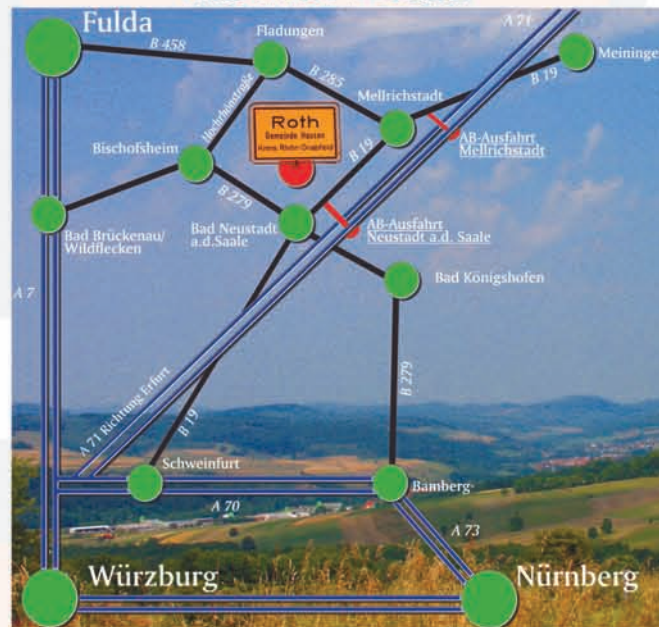 Fulda
B 458
Fladungen
A 71
Meininge
B 19
B 285
Hochrhönstraße
Mellrichstadt
Roth
Gemeinde Hausen
Kreis Rhön-Grabfeld
B 19
AB-Ausfahrt
Mellrichstadt
Bischofsheim
B 279
Bad Neustadt
a.d.Saale
AB-Ausfahrt
Neustadt a.d. Saale
Bad Brückenau/
Wildflecken
Bad Königshofen
A 7
B 279
A 71 Richtung Erfurt
B 19
Schweinfurt
A 70
Bamberg
A 73
Würzburg
Nürnberg